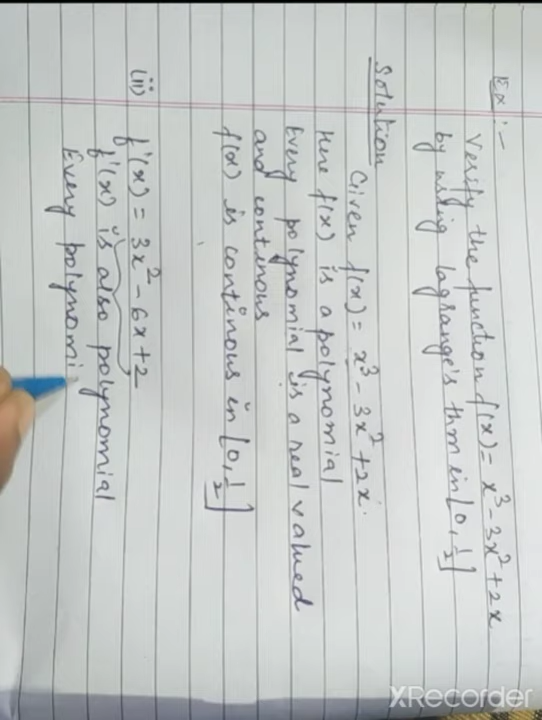 Ex :-
Verify the function f(x) = x³ - 3x² + 2x
by using lagrange's thm in [0, 1/2]
Solution
Given f(x) = x³ - 3x² + 2x.
Here f(x) is a polynomial
Every polynomial is a real valued
and continous
f(x) is continous in [0, 1/2]
(ii) f'(x) = 3x² - 6x + 2
f'(x) is also polynomial
Every polynomi
XRecorder